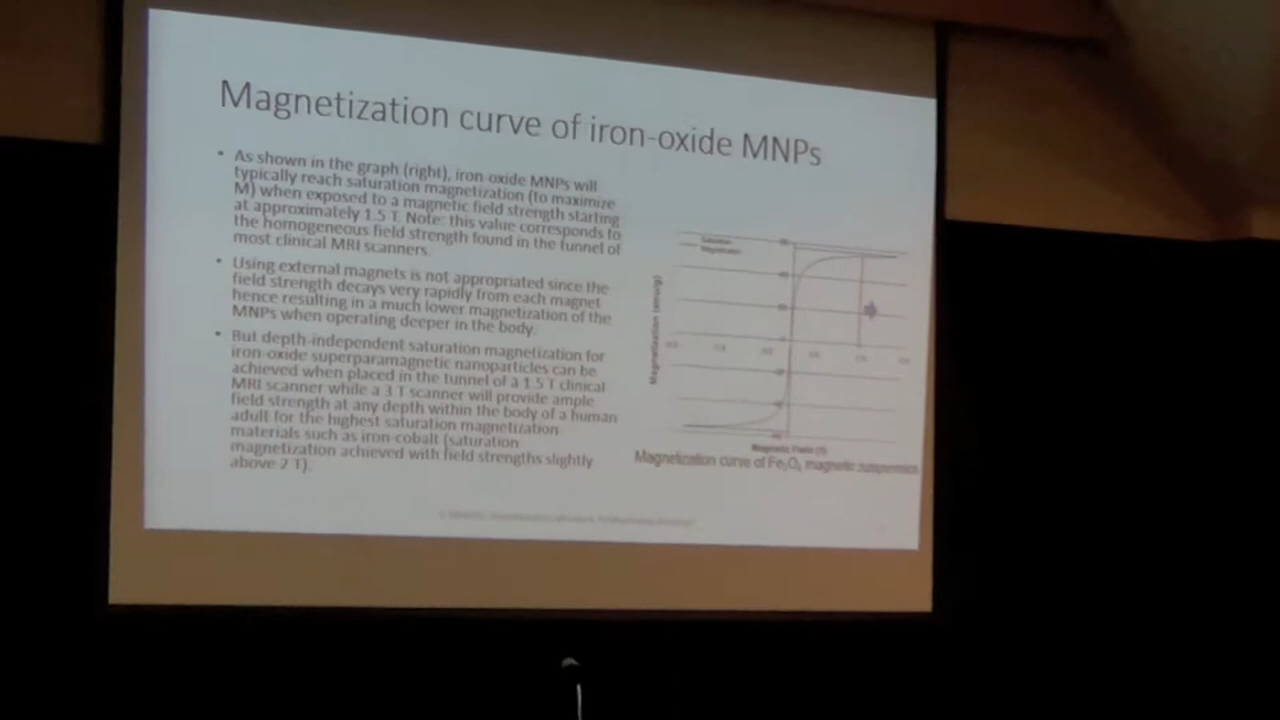 Magnetization curve of iron-oxide MNPs
• As shown in the graph (right), iron-oxide MNPs will
typically reach saturation magnetization (to maximize
M) when exposed to a magnetic field strength starting
at approximately 1.5 T. Note: this value corresponds to
the homogeneous field strength found in the tunnel of
most clinical MRI scanners.
• Using external magnets is not appropriated since the
field strength decays very rapidly from each magnet
hence resulting in a much lower magnetization of the
MNPs when operating deeper in the body.
• But depth-independent saturation magnetization for
iron-oxide superparamagnetic nanoparticles can be
achieved when placed in the tunnel of a 1.5 T clinical
MRI scanner while a 3 T scanner will provide ample
field strength at any depth within the body of a human
adult for the highest saturation magnetization
materials such as iron-cobalt (saturation
magnetization achieved with field strengths slightly
above 2 T).
Saturation
Magnetization
Magnetization (emu/g)
Magnetic Field (T)
Magnetization curve of Fe₃O₄ magnetic suspension